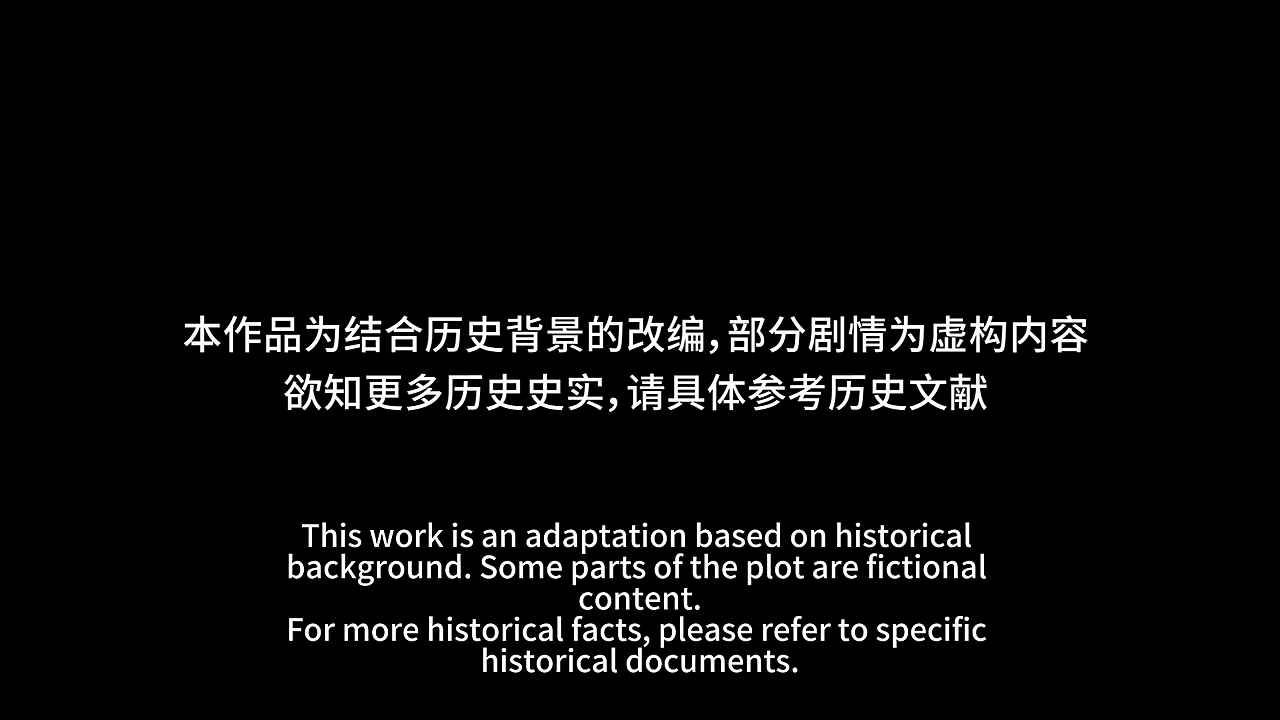 本作品为结合历史背景的改编，部分剧情为虚构内容
欲知更多历史史实，请具体参考历史文献
This work is an adaptation based on historical
background. Some parts of the plot are fictional
content.
For more historical facts, please refer to specific
historical documents.